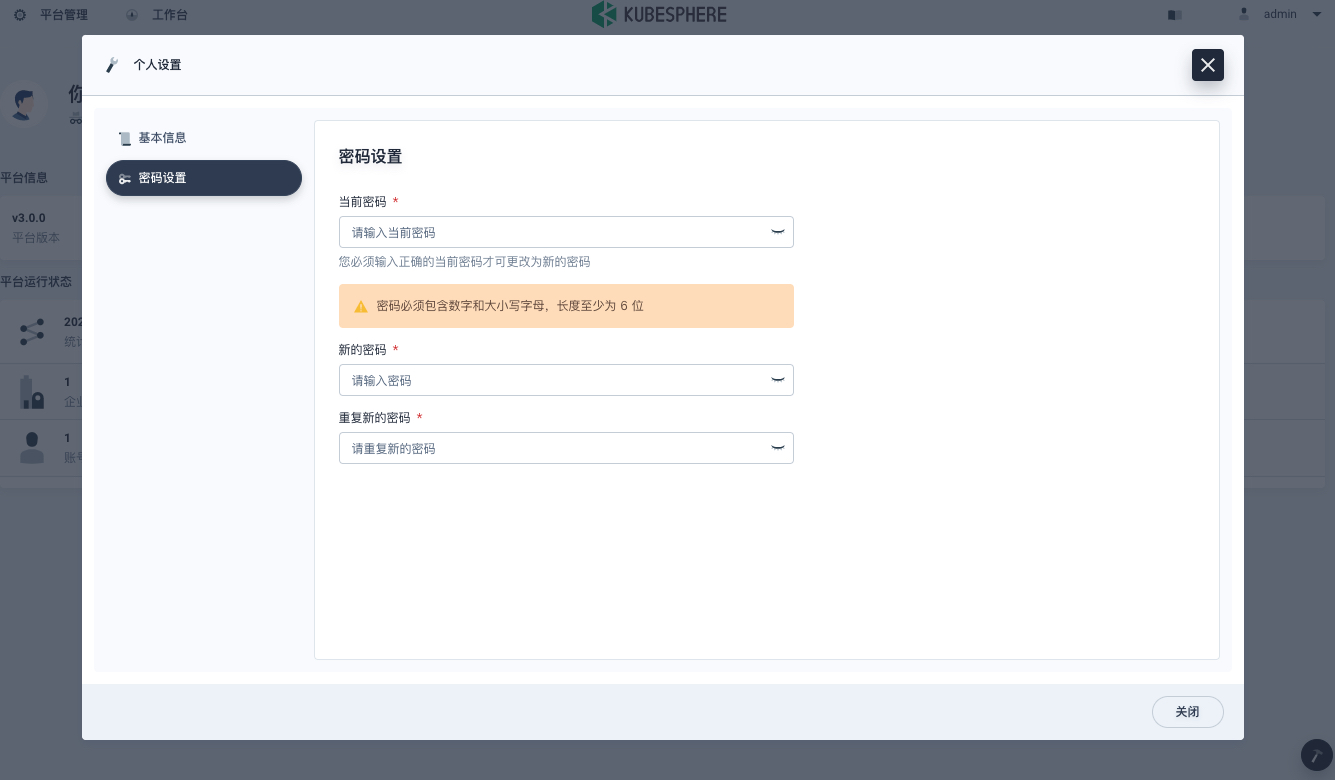 平台管理
工作台
KUBESPHERE
admin
个人设置
你
基本信息
密码设置
密码设置
平台信息
v3.0.0
平台版本
当前密码 *
请输入当前密码
您必须输入正确的当前密码才可更改为新的密码
平台运行状态
密码必须包含数字和大小写字母，长度至少为 6 位
202
统计
新的密码 *
请输入密码
1
企业
重复新的密码 *
请重复新的密码
1
账号
关闭